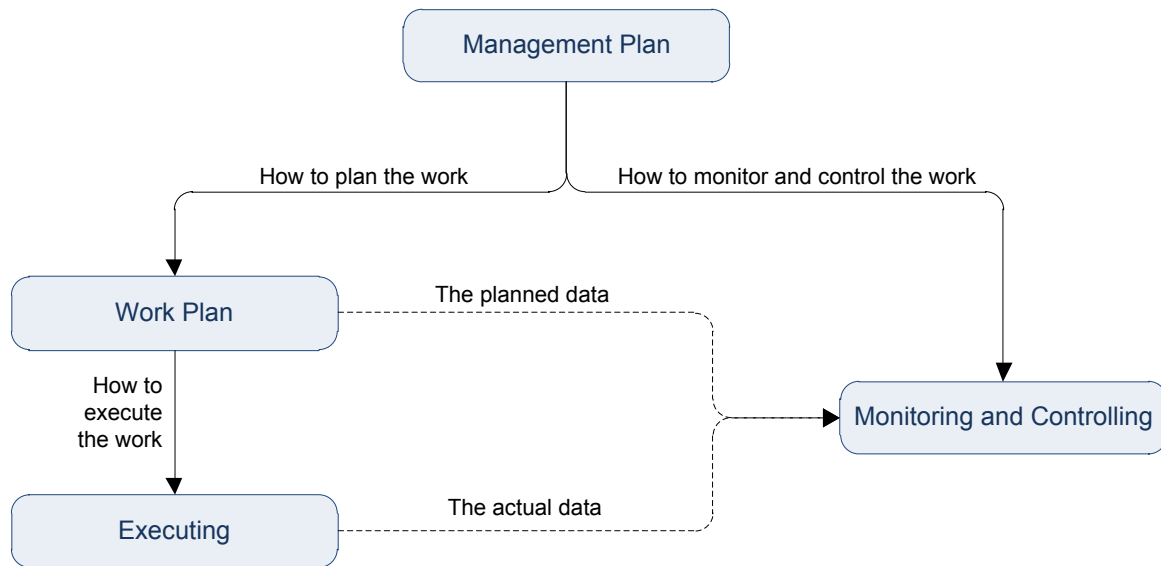 Management Plan
How to plan the work
How to monitor and control the work
Work Plan
The planned data
How to
execute
the work
Monitoring and Controlling
Executing
The actual data